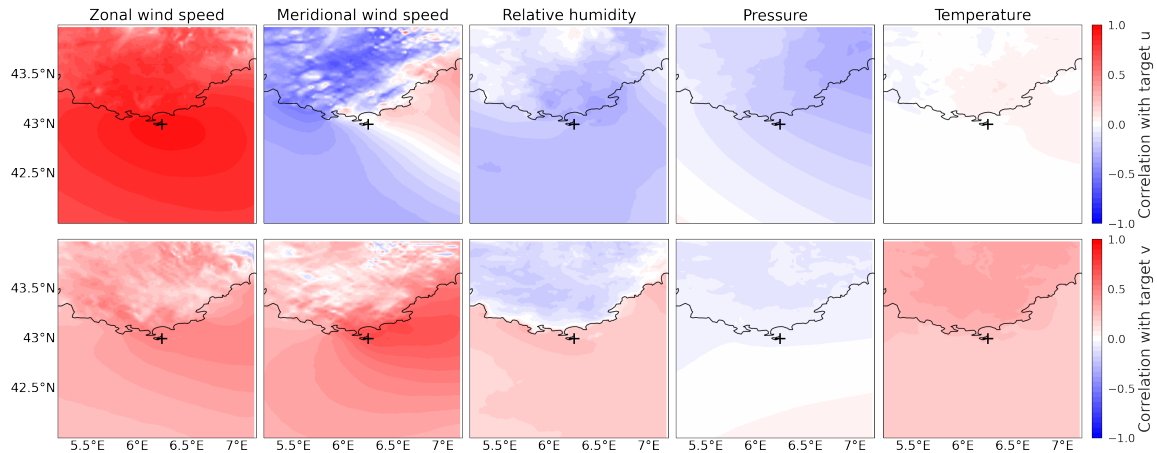 Zonal wind speed
Meridional wind speed
Relative humidity
Pressure
Temperature
43.5°N
43°N
42.5°N
1.0
0.5
0.0
−0.5
−1.0
Correlation with target u
43.5°N
43°N
42.5°N
1.0
0.5
0.0
−0.5
−1.0
Correlation with target v
5.5°E 6°E 6.5°E 7°E
5.5°E 6°E 6.5°E 7°E
5.5°E 6°E 6.5°E 7°E
5.5°E 6°E 6.5°E 7°E
5.5°E 6°E 6.5°E 7°E